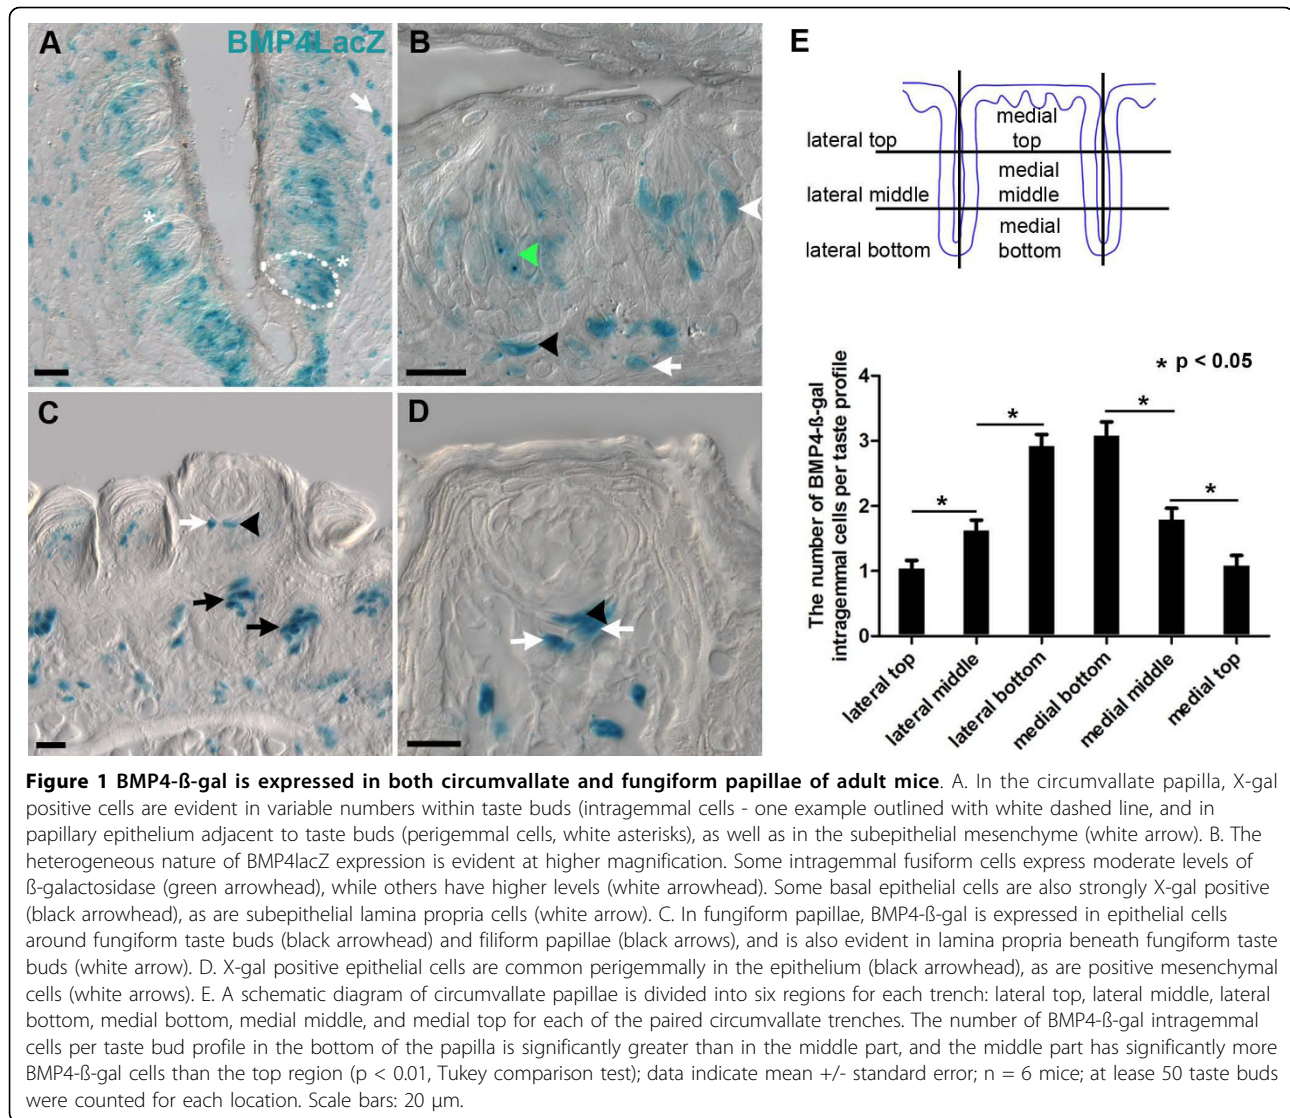 A
BMP4LacZ
B
C
D
E
medial
top
lateral top
medial
middle
lateral middle
medial
bottom
lateral bottom
* p < 0.05
The number of BMP4-ß-gal
intragemmal cells per taste profile
4
3
2
1
0
*
*
*
*
*
*
lateral top
lateral middle
lateral bottom
medial bottom
medial middle
medial top
Figure 1 BMP4-ß-gal is expressed in both circumvallate and fungiform papillae of adult mice. A. In the circumvallate papilla, X-gal
positive cells are evident in variable numbers within taste buds (intragemmal cells - one example outlined with white dashed line, and in
papillary epithelium adjacent to taste buds (perigemmal cells, white asterisks), as well as in the subepithelial mesenchyme (white arrow). B. The
heterogeneous nature of BMP4lacZ expression is evident at higher magnification. Some intragemmal fusiform cells express moderate levels of
ß-galactosidase (green arrowhead), while others have higher levels (white arrowhead). Some basal epithelial cells are also strongly X-gal positive
(black arrowhead), as are subepithelial lamina propria cells (white arrow). C. In fungiform papillae, BMP4-ß-gal is expressed in epithelial cells
around fungiform taste buds (black arrowhead) and filiform papillae (black arrows), and is also evident in lamina propria beneath fungiform taste
buds (white arrow). D. X-gal positive epithelial cells are common perigemmally in the epithelium (black arrowhead), as are positive mesenchymal
cells (white arrows). E. A schematic diagram of circumvallate papillae is divided into six regions for each trench: lateral top, lateral middle, lateral
bottom, medial bottom, medial middle, and medial top for each of the paired circumvallate trenches. The number of BMP4-ß-gal intragemmal
cells per taste bud profile in the bottom of the papilla is significantly greater than in the middle part, and the middle part has significantly more
BMP4-ß-gal cells than the top region (p < 0.01, Tukey comparison test); data indicate mean +/- standard error; n = 6 mice; at lease 50 taste buds
were counted for each location. Scale bars: 20 μm.